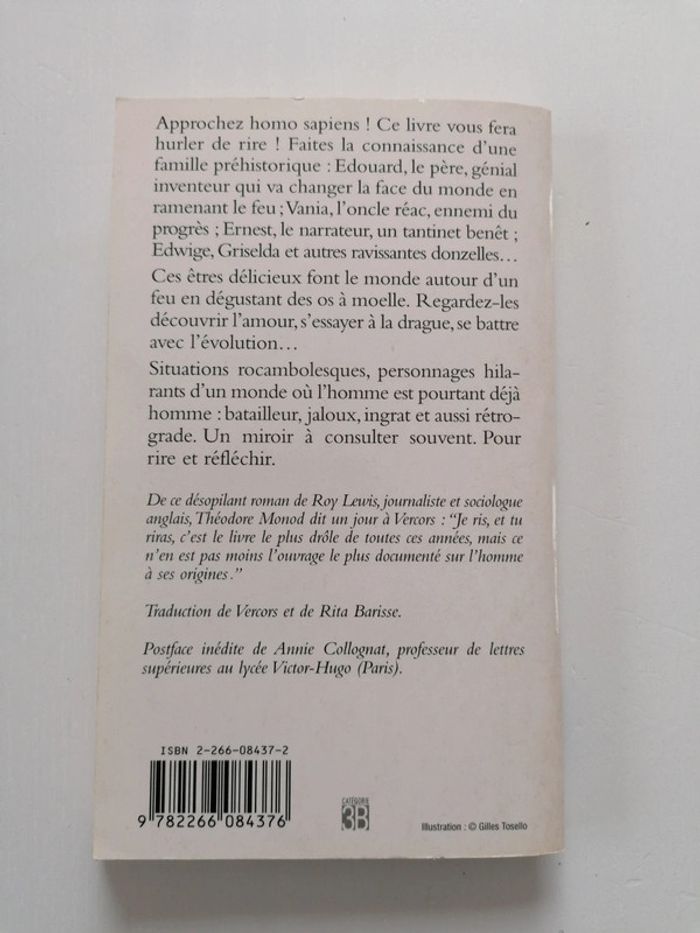 Approchez homo sapiens ! Ce livre vous fera
hurler de rire ! Faites la connaissance d'une
famille préhistorique : Edouard, le père, génial
inventeur qui va changer la face du monde en
ramenant le feu ; Vania, l'oncle réac, ennemi du
progrès ; Ernest, le narrateur, un tantinet benêt ;
Edwige, Griselda et autres ravissantes donzelles…
Ces êtres délicieux font le monde autour d'un
feu en dégustant des os à moelle. Regardez-les
découvrir l'amour, s'essayer à la drague, se battre
avec l'évolution…
Situations rocambolesques, personnages hila-
rants d'un monde où l'homme est pourtant déjà
homme : batailleur, jaloux, ingrat et aussi rétro-
grade. Un miroir à consulter souvent. Pour
rire et réfléchir.
De ce désopilant roman de Roy Lewis, journaliste et sociologue
anglais, Théodore Monod dit un jour à Vercors : "Je ris, et tu
riras, c'est le livre le plus drôle de toutes ces années, mais ce
n'en est pas moins l'ouvrage le plus documenté sur l'homme
à ses origines."
Traduction de Vercors et de Rita Barisse.
Postface inédite de Annie Collognat, professeur de lettres
supérieures au lycée Victor-Hugo (Paris).
ISBN 2-266-08437-2
9 782266 084376
CATÉGORIE
3B
Illustration : © Gilles Tosello